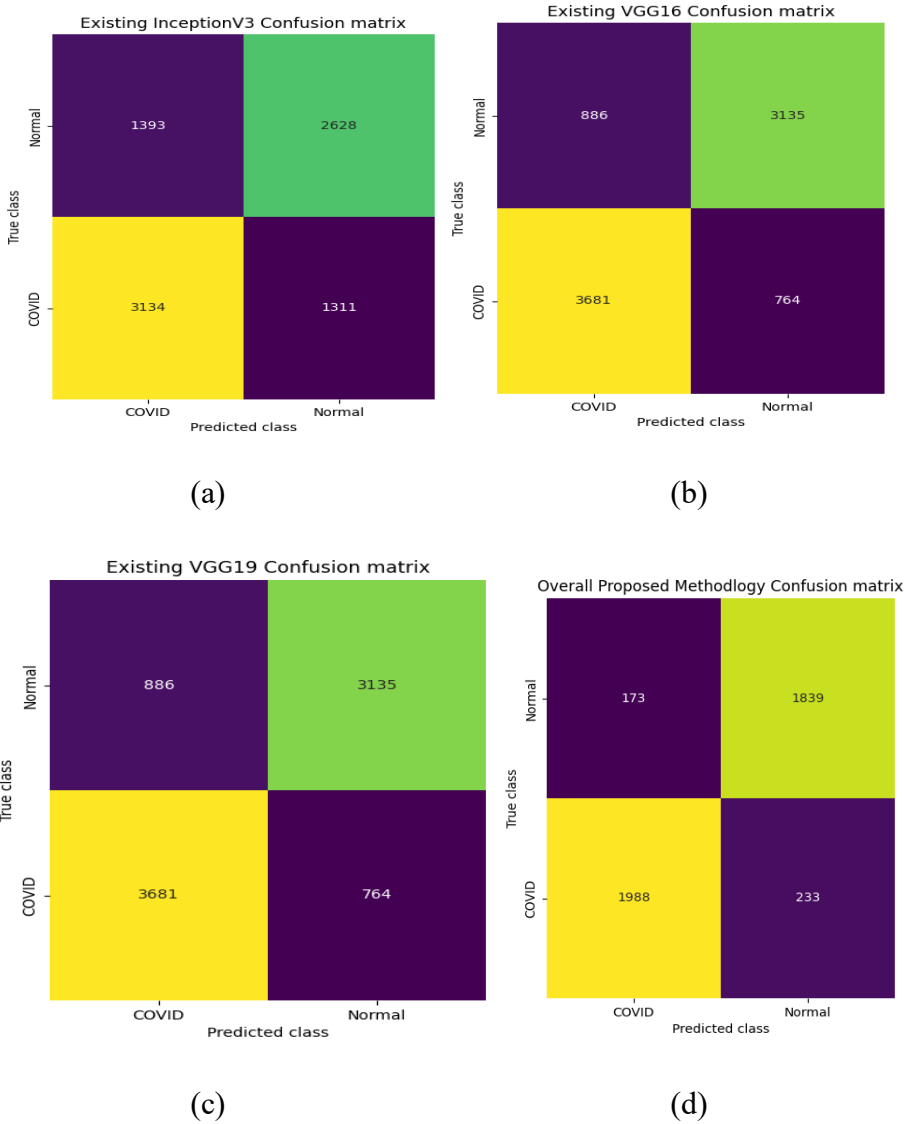 Existing InceptionV3 Confusion matrix
Normal
1393
2628
True class
COVID
3134
1311
COVID
Normal
Predicted class
(a)
Existing VGG16 Confusion matrix
Normal
886
3135
True class
COVID
3681
764
COVID
Normal
Predicted class
(b)
Existing VGG19 Confusion matrix
Normal
886
3135
True class
COVID
3681
764
COVID
Normal
Predicted class
(c)
Overall Proposed Methodlogy Confusion matrix
Normal
173
1839
True class
COVID
1988
233
COVID
Normal
Predicted class
(d)